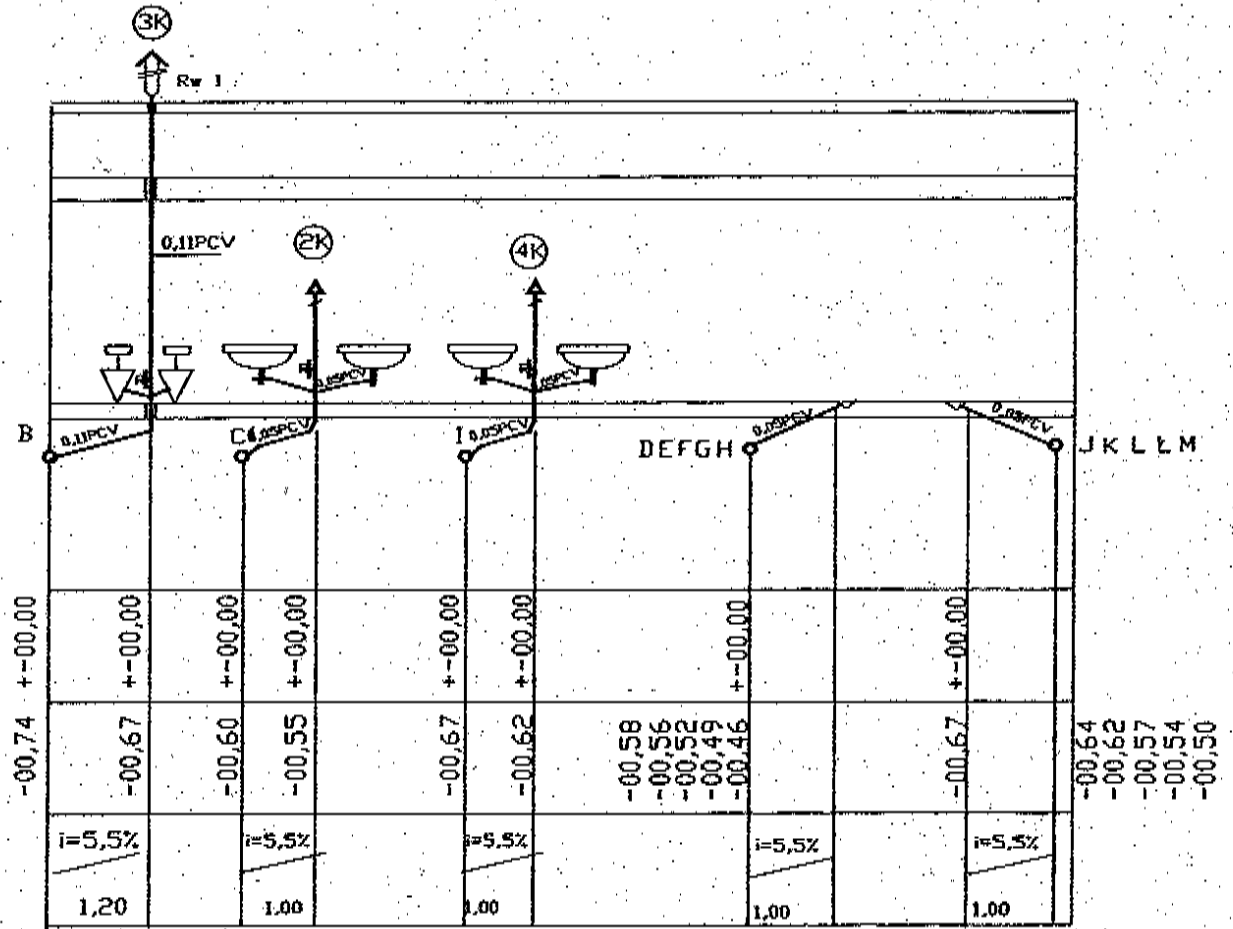 3K
Rw 1
0,11PCV
2K
4K
0,05PCV
0,05PCV
B
0,11PCV
C
0,05PCV
I
0,05PCV
DEFGH
0,05PCV
0,05PCV
JKLŁM
+-00,00
+-00,00
+-00,00
+-00,00
+-00,00
+-00,00
+-00,00
+-00,00
-00,74
-00,67
-00,60
-00,55
-00,67
-00,62
-00,58
-00,56
-00,52
-00,49
-00,46
-00,67
-00,64
-00,62
-00,57
-00,54
-00,50
i=5,5%
i=5,5%
i=5,5%
i=5,5%
i=5,5%
1,20
1,00
1,00
1,00
1,00